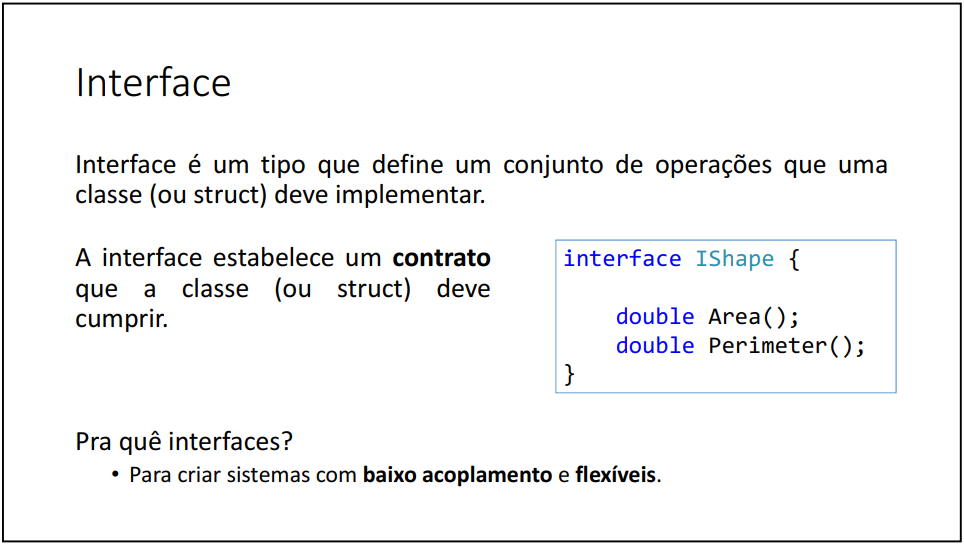 Interface
Interface é um tipo que define um conjunto de operações que uma
classe (ou struct) deve implementar.
A interface estabelece um contrato
que a classe (ou struct) deve
cumprir.
interface IShape {
double Area();
double Perimeter();
}
Pra quê interfaces?
• Para criar sistemas com baixo acoplamento e flexíveis.